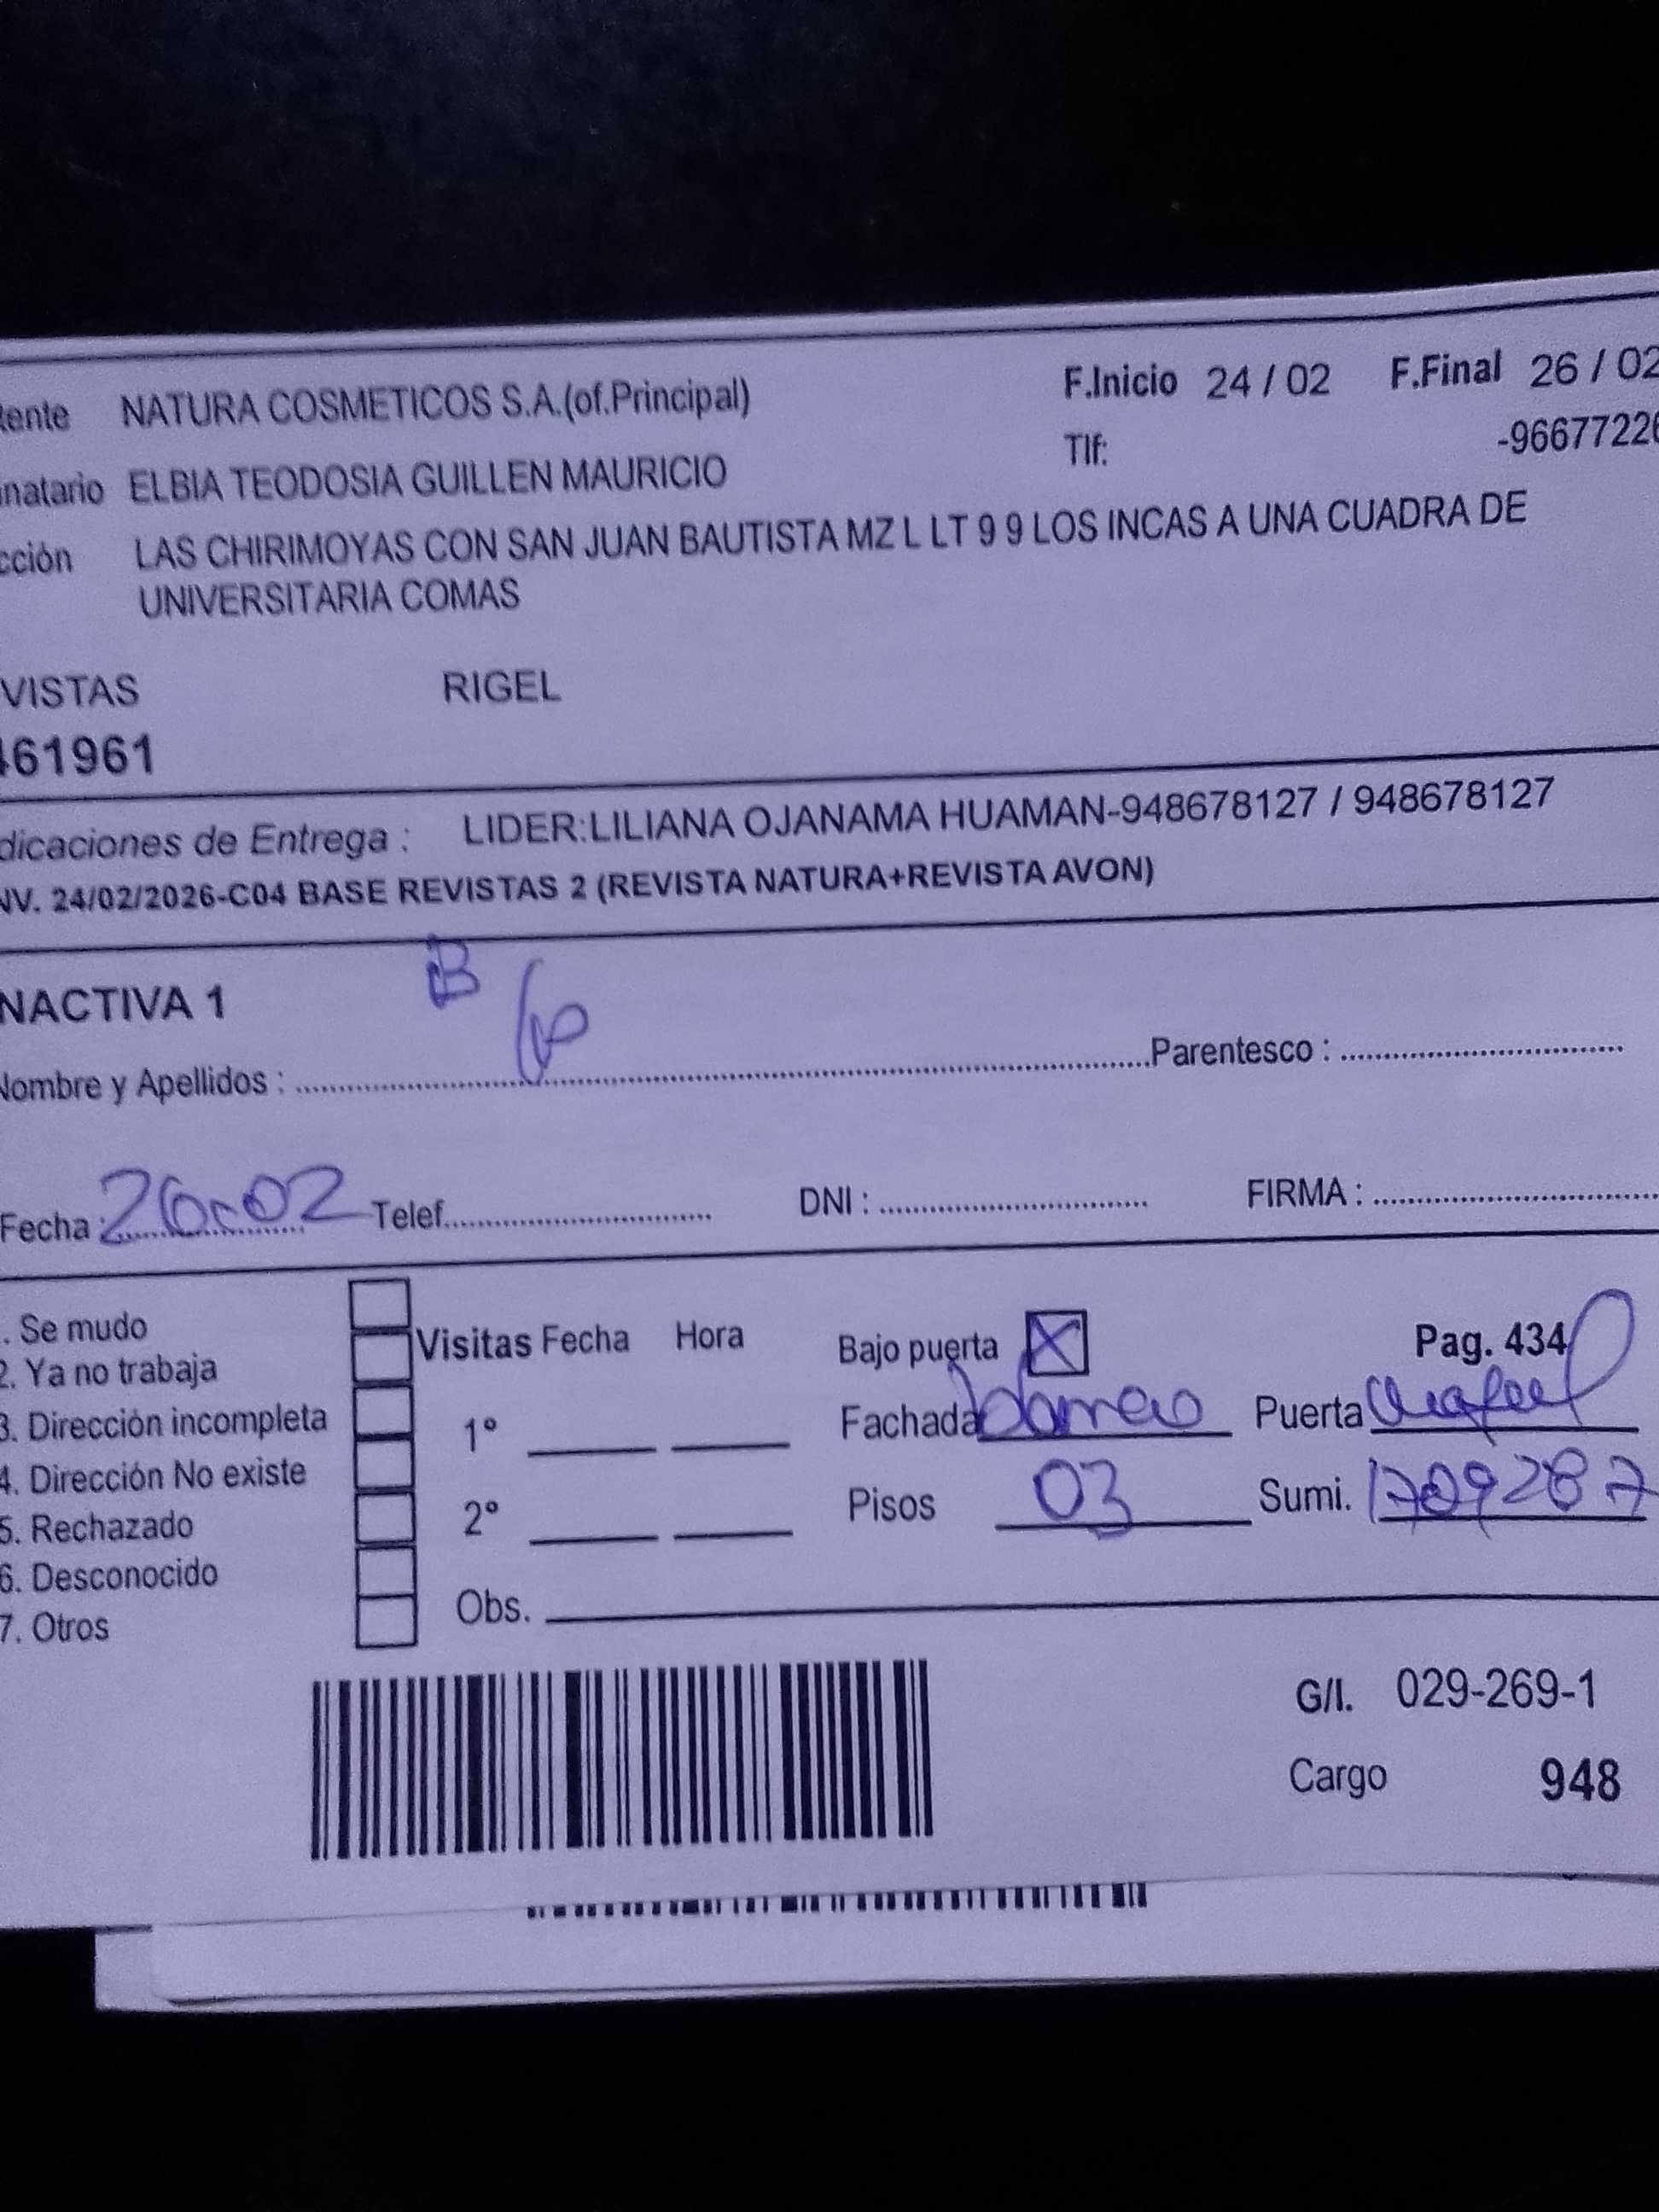 ente NATURA COSMETICOS S.A.(of.Principal) F.Inicio 24 / 02 F.Final 26 / 02
Tlf: -96677226
inatario ELBIA TEODOSIA GUILLEN MAURICIO
cción LAS CHIRIMOYAS CON SAN JUAN BAUTISTA MZ L LT 9 9 LOS INCAS A UNA CUADRA DE
UNIVERSITARIA COMAS
VISTAS RIGEL
461961
dicaciones de Entrega : LIDER:LILIANA OJANAMA HUAMAN-948678127 / 948678127
NV. 24/02/2026-C04 BASE REVISTAS 2 (REVISTA NATURA+REVISTA AVON)
NACTIVA 1 B
Nombre y Apellidos : Parentesco :
Fecha : 26-02 Telef. DNI : FIRMA :
. Se mudo
2. Ya no trabaja
3. Dirección incompleta
4. Dirección No existe
5. Rechazado
6. Desconocido
7. Otros
Visitas Fecha Hora
1°
2°
Obs.
Bajo puerta X Pag. 434
Fachada Puerta
Pisos 03 Sumi. 1709287
G/I. 029-269-1
Cargo 948